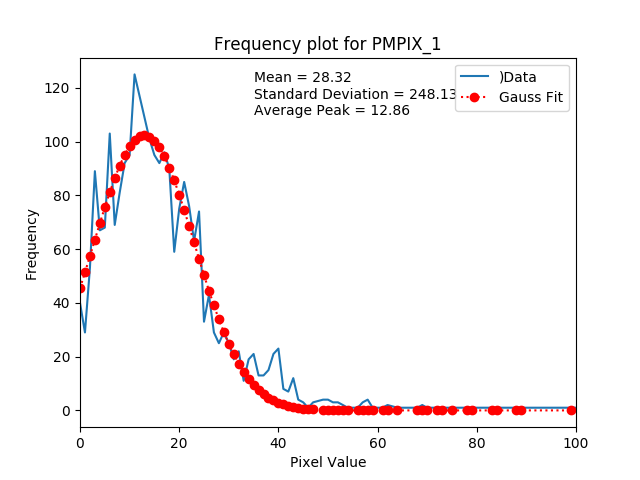 Frequency plot for PMPIX_1
Mean = 28.32
Standard Deviation = 248.13
Average Peak = 12.86
)Data
Gauss Fit
Frequency
120
100
80
60
40
20
0
0 20 40 60 80 100
Pixel Value